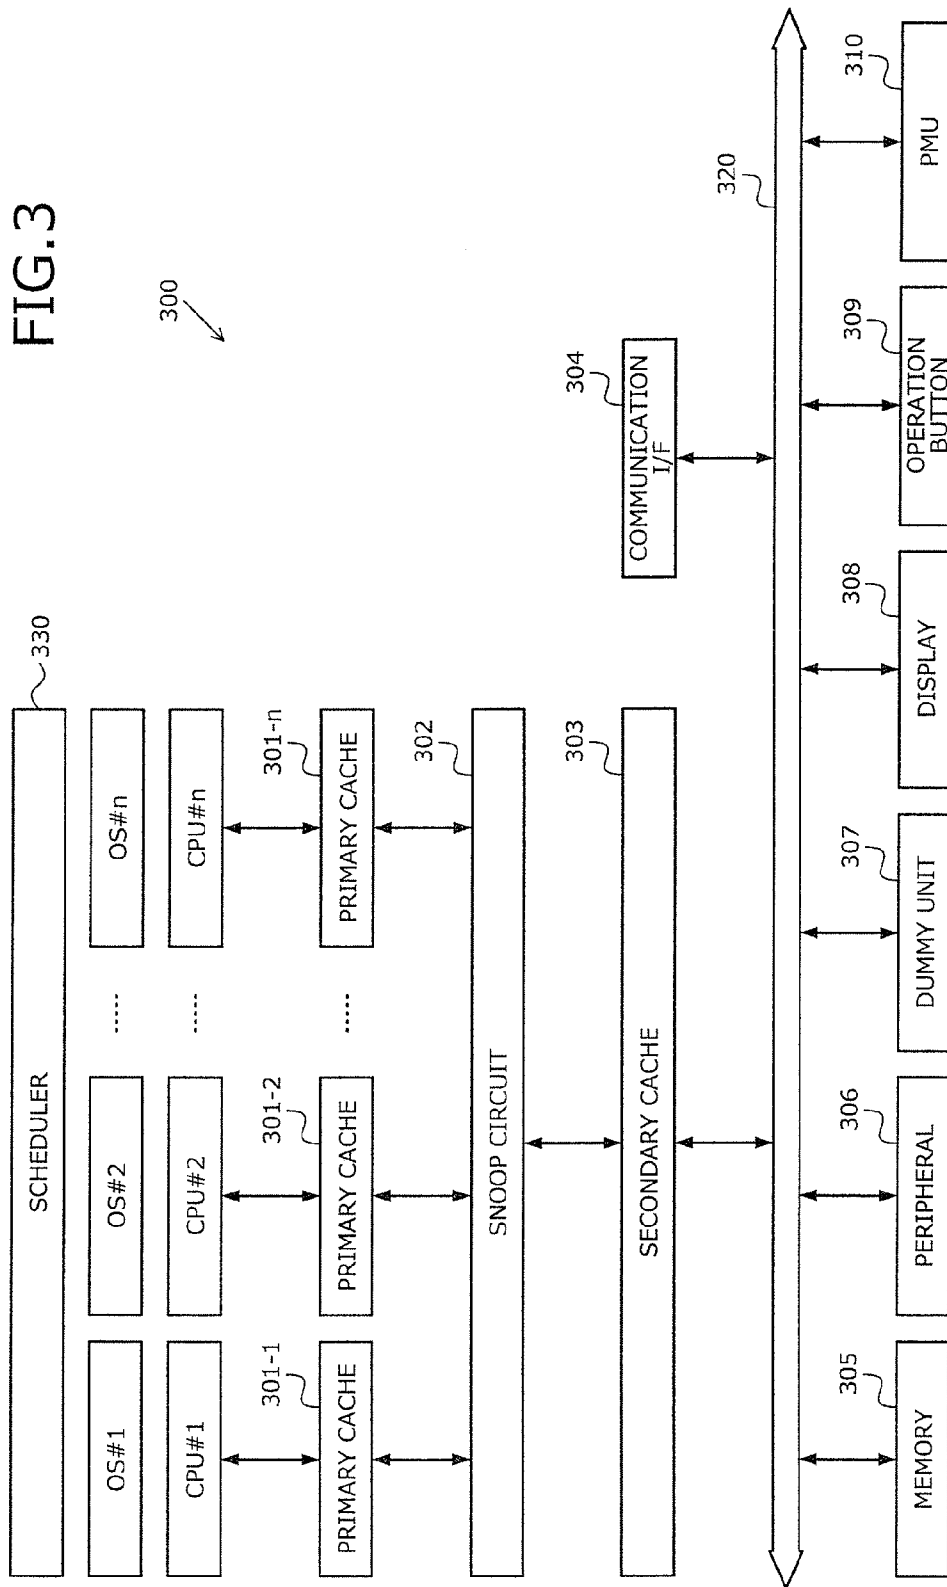 FIG.3
300
SCHEDULER
330
OS#1
OS#2
.....
OS#n
CPU#1
CPU#2
.....
CPU#n
301-1
301-2
301-n
PRIMARY CACHE
PRIMARY CACHE
.....
PRIMARY CACHE
302
SNOOP CIRCUIT
303
SECONDARY CACHE
304
COMMUNICATION
I/F
320
305
MEMORY
306
PERIPHERAL
307
DUMMY UNIT
308
DISPLAY
309
OPERATION
BUTTON
310
PMU